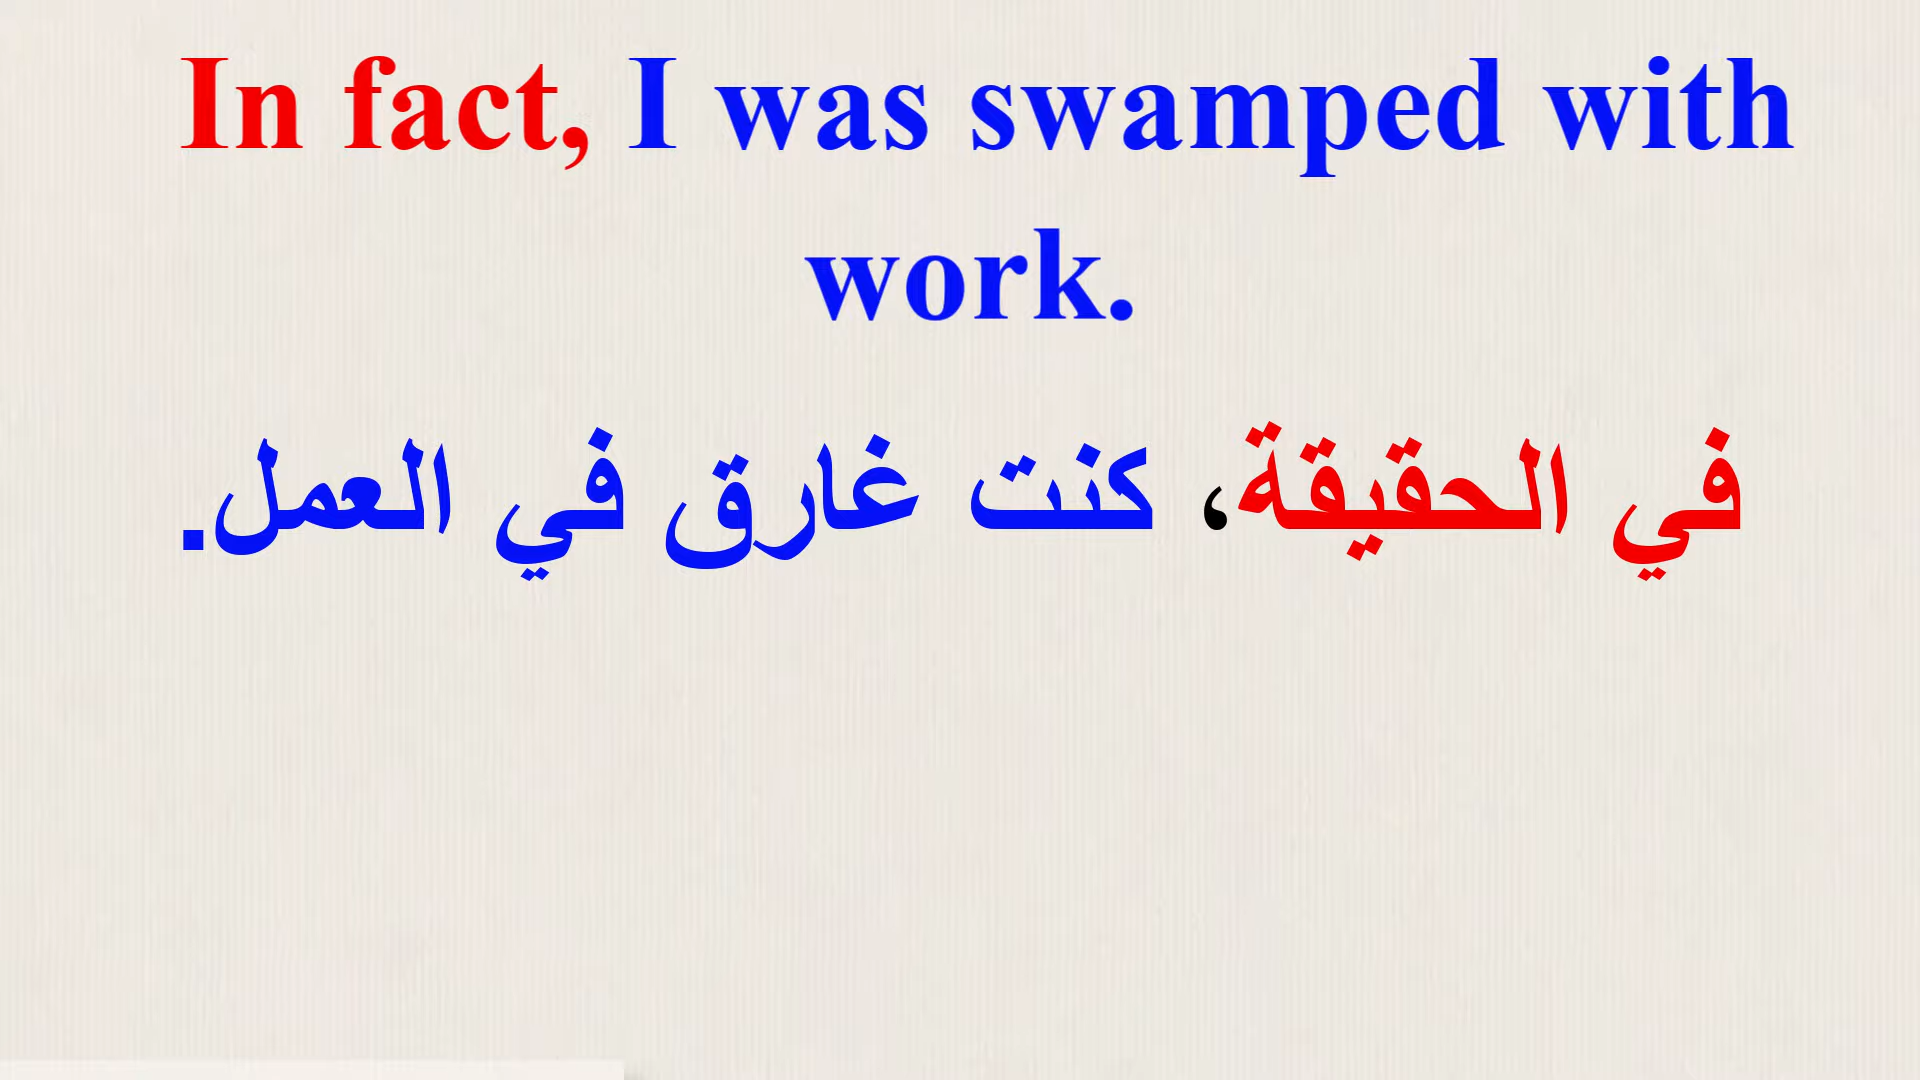 In fact, I was swamped with
work.
في الحقيقة، كنت غارق في العمل.